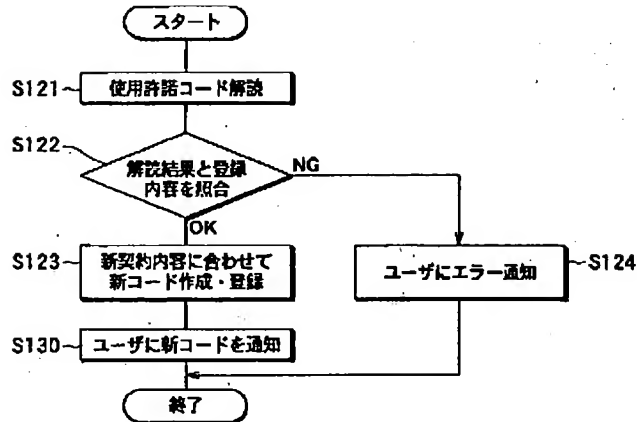 スタート
S121
使用許諾コード解読
S122
解読結果と登録
内容を照合
NG
OK
S123
新契約内容に合わせて
新コード作成・登録
ユーザにエラー通知
S124
S130
ユーザに新コードを通知
終了